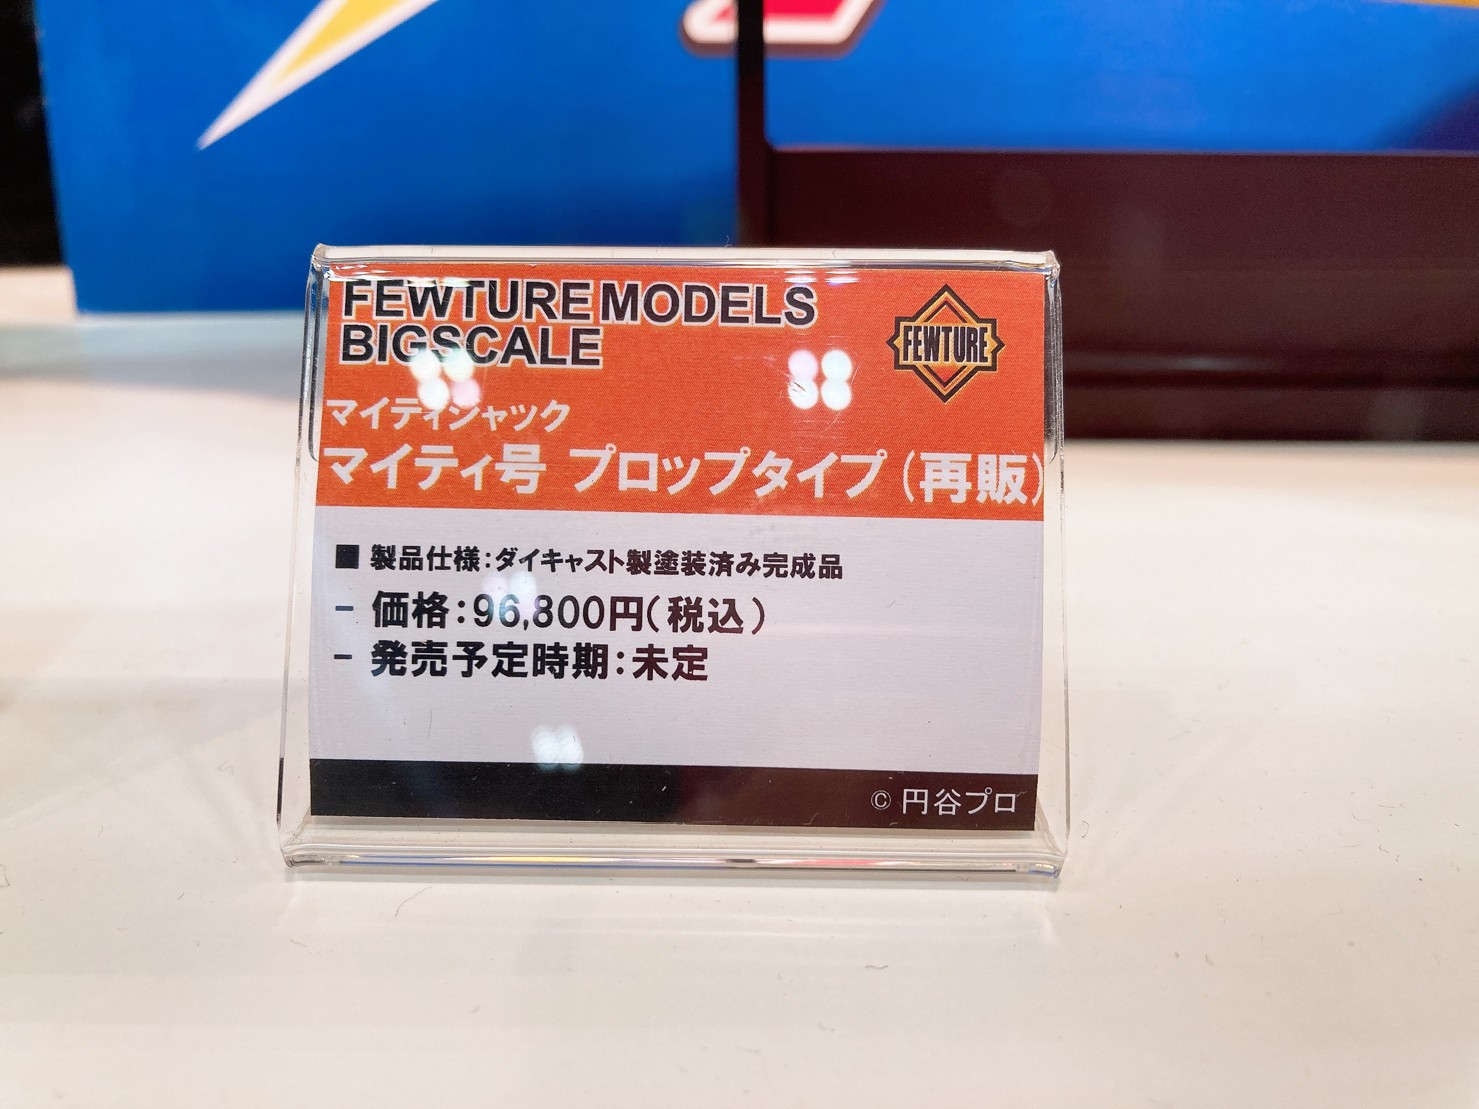 FEWTURE MODELS
BIGSCALE
FEWTURE
マイティジャック
マイティ号 プロップタイプ (再販)
■ 製品仕様:ダイキャスト製塗装済み完成品
- 価格:96,800円(税込)
- 発売予定時期:未定
© 円谷プロ